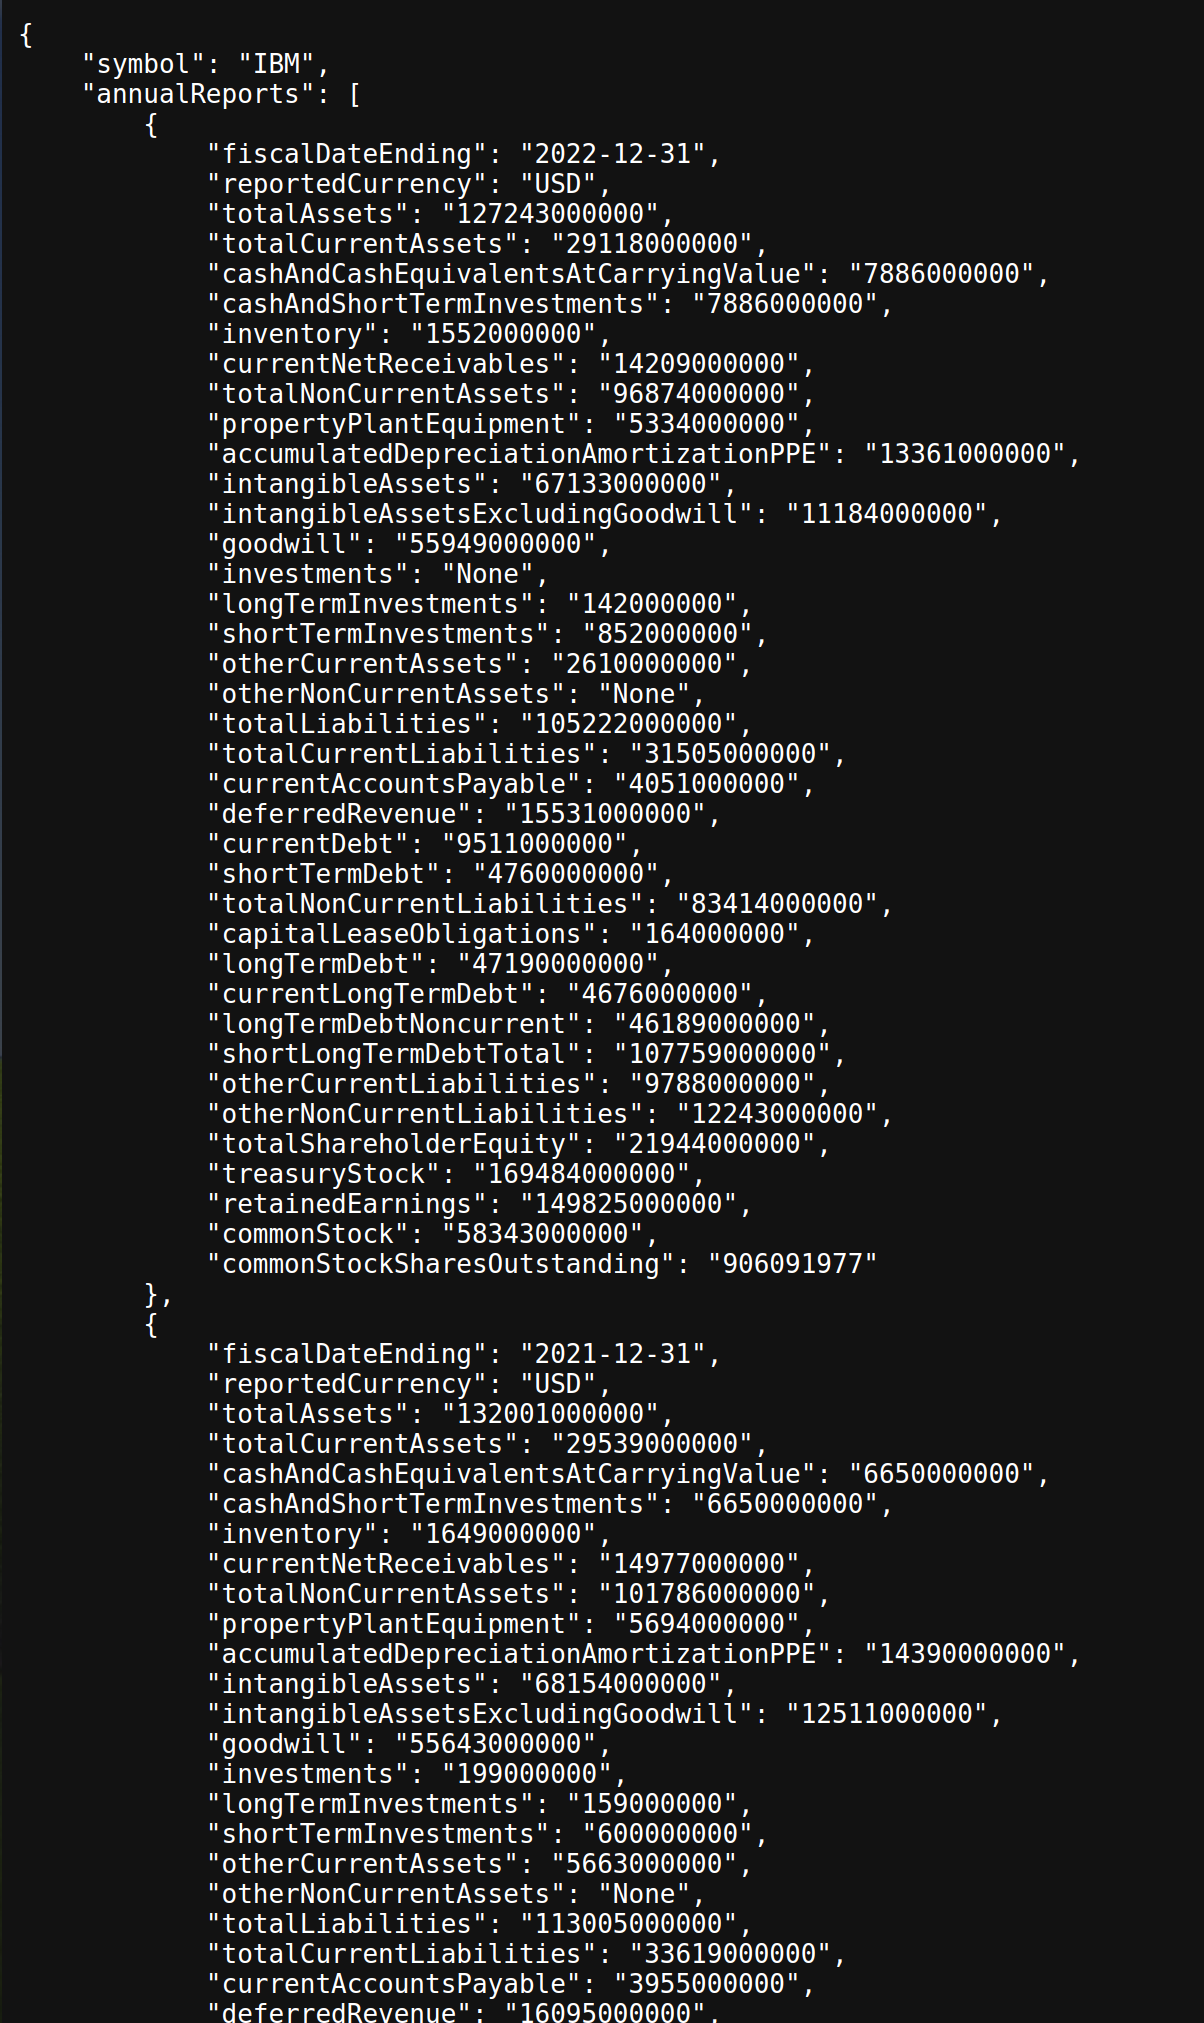 {
    "symbol": "IBM",
    "annualReports": [
        {
            "fiscalDateEnding": "2022-12-31",
            "reportedCurrency": "USD",
            "totalAssets": "127243000000",
            "totalCurrentAssets": "29118000000",
            "cashAndCashEquivalentsAtCarryingValue": "7886000000",
            "cashAndShortTermInvestments": "7886000000",
            "inventory": "1552000000",
            "currentNetReceivables": "14209000000",
            "totalNonCurrentAssets": "96874000000",
            "propertyPlantEquipment": "5334000000",
            "accumulatedDepreciationAmortizationPPE": "13361000000",
            "intangibleAssets": "67133000000",
            "intangibleAssetsExcludingGoodwill": "11184000000",
            "goodwill": "55949000000",
            "investments": "None",
            "longTermInvestments": "142000000",
            "shortTermInvestments": "852000000",
            "otherCurrentAssets": "2610000000",
            "otherNonCurrentAssets": "None",
            "totalLiabilities": "105222000000",
            "totalCurrentLiabilities": "31505000000",
            "currentAccountsPayable": "4051000000",
            "deferredRevenue": "15531000000",
            "currentDebt": "9511000000",
            "shortTermDebt": "4760000000",
            "totalNonCurrentLiabilities": "83414000000",
            "capitalLeaseObligations": "164000000",
            "longTermDebt": "47190000000",
            "currentLongTermDebt": "4676000000",
            "longTermDebtNoncurrent": "46189000000",
            "shortLongTermDebtTotal": "107759000000",
            "otherCurrentLiabilities": "9788000000",
            "otherNonCurrentLiabilities": "12243000000",
            "totalShareholderEquity": "21944000000",
            "treasuryStock": "169484000000",
            "retainedEarnings": "149825000000",
            "commonStock": "58343000000",
            "commonStockSharesOutstanding": "906091977"
        },
        {
            "fiscalDateEnding": "2021-12-31",
            "reportedCurrency": "USD",
            "totalAssets": "132001000000",
            "totalCurrentAssets": "29539000000",
            "cashAndCashEquivalentsAtCarryingValue": "6650000000",
            "cashAndShortTermInvestments": "6650000000",
            "inventory": "1649000000",
            "currentNetReceivables": "14977000000",
            "totalNonCurrentAssets": "101786000000",
            "propertyPlantEquipment": "5694000000",
            "accumulatedDepreciationAmortizationPPE": "14390000000",
            "intangibleAssets": "68154000000",
            "intangibleAssetsExcludingGoodwill": "12511000000",
            "goodwill": "55643000000",
            "investments": "199000000",
            "longTermInvestments": "159000000",
            "shortTermInvestments": "600000000",
            "otherCurrentAssets": "5663000000",
            "otherNonCurrentAssets": "None",
            "totalLiabilities": "113005000000",
            "totalCurrentLiabilities": "33619000000",
            "currentAccountsPayable": "3955000000",
            "deferredRevenue": "16095000000",